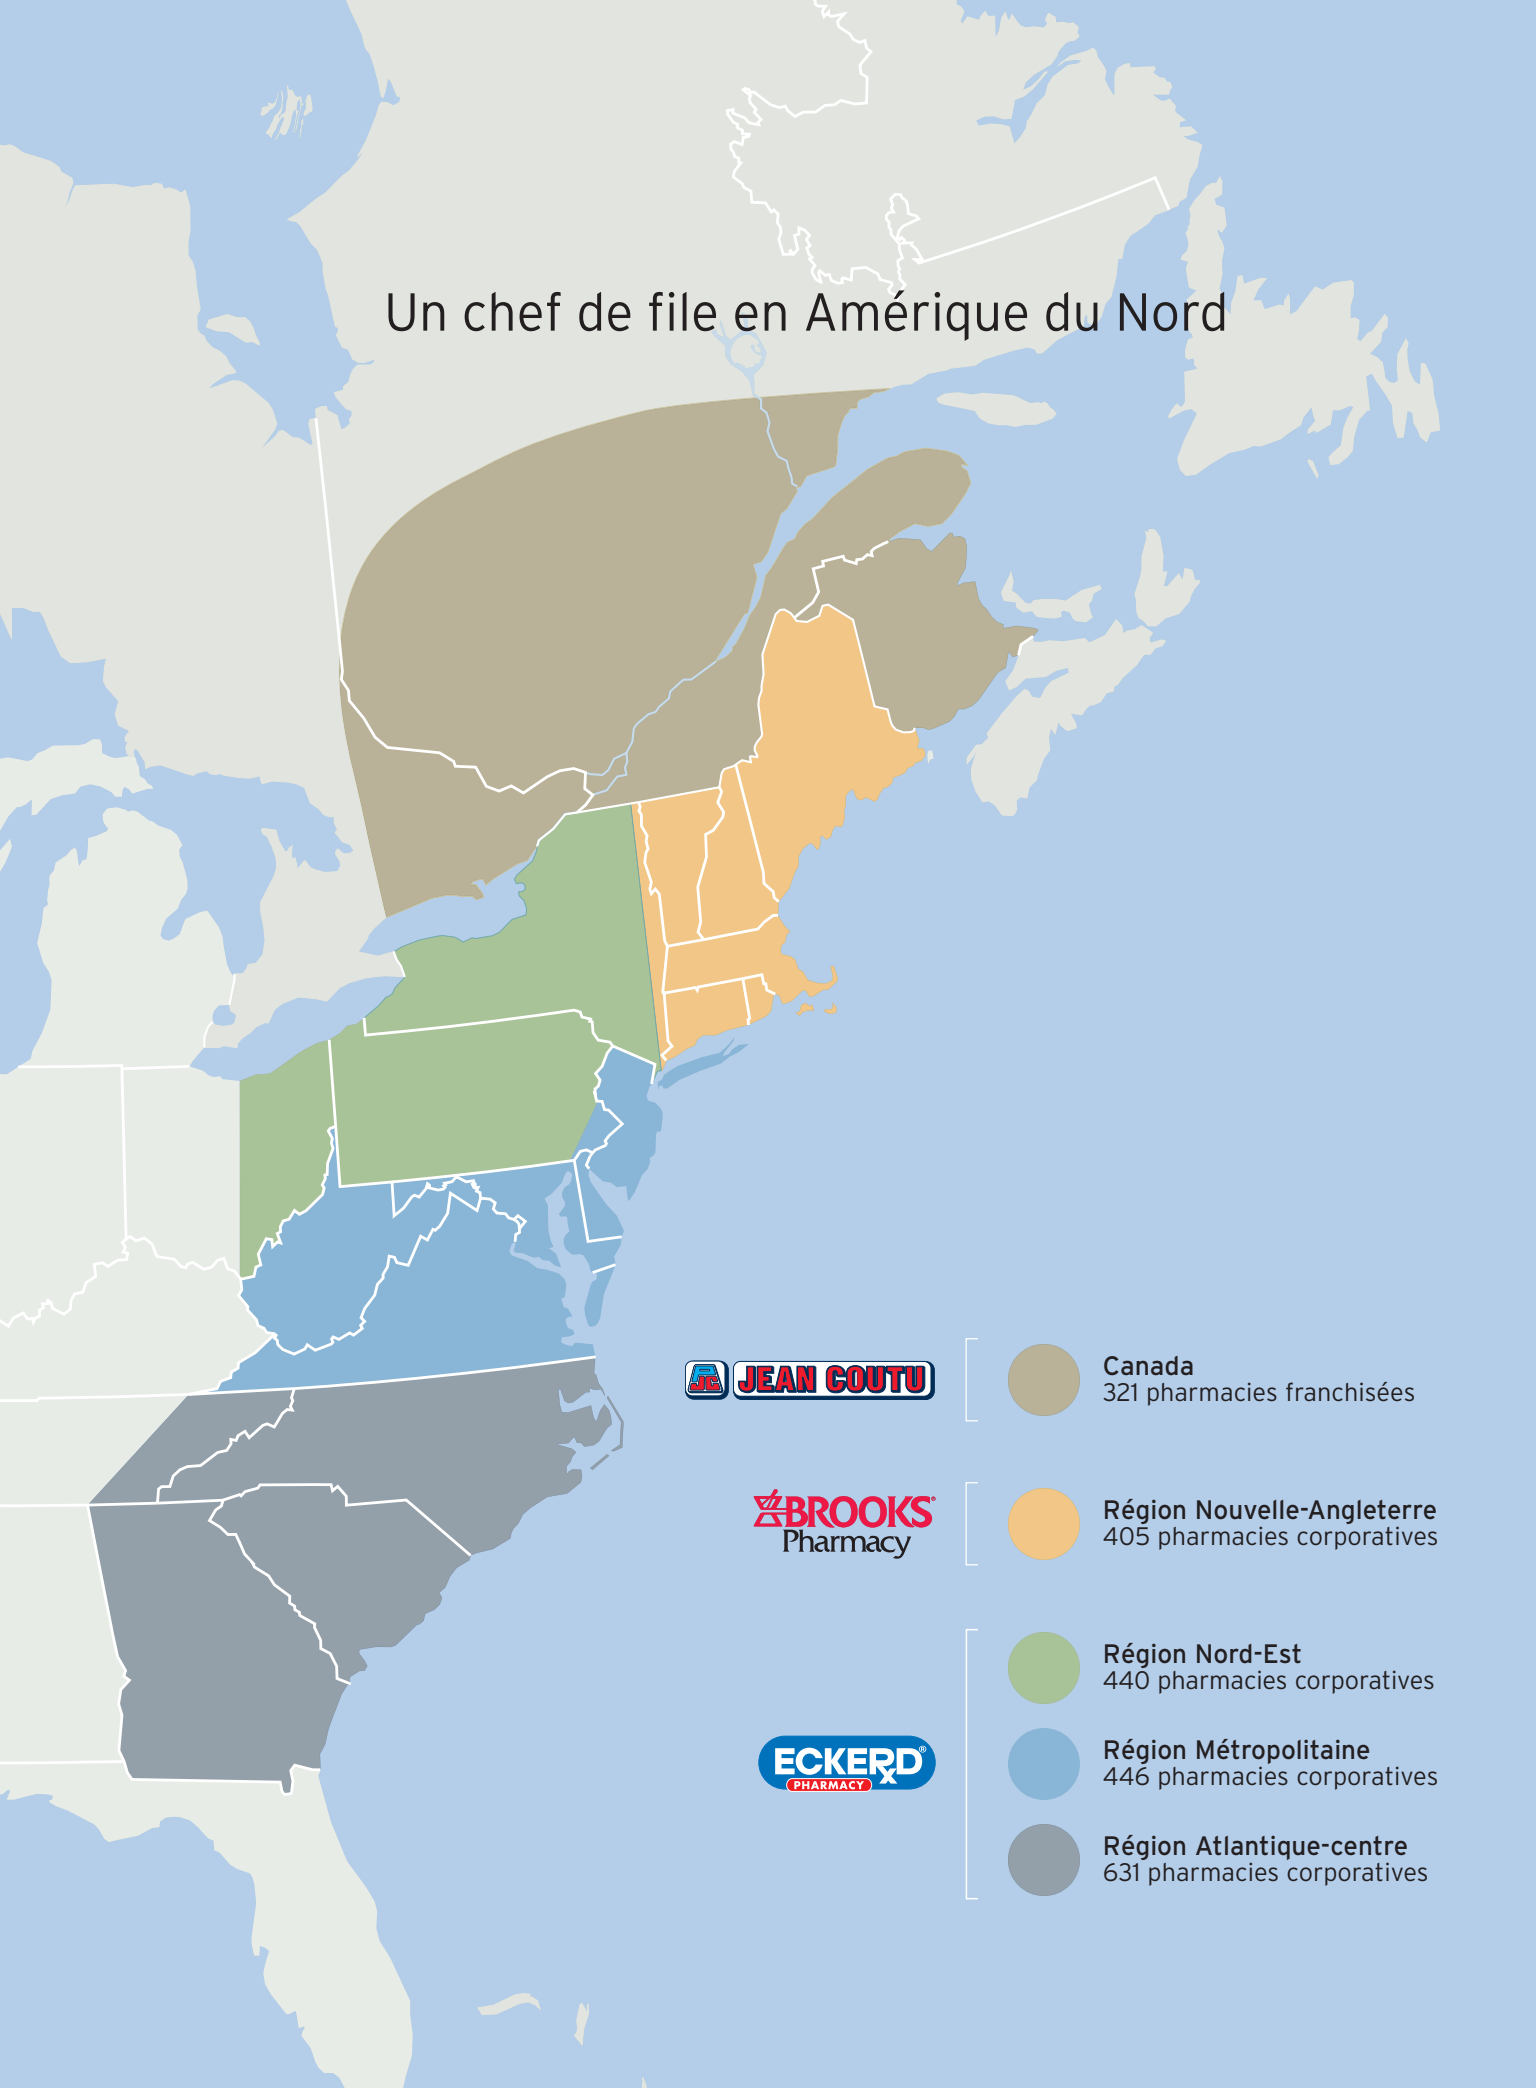 Un chef de file en Amérique du Nord
PJC JEAN COUTU
Canada
321 pharmacies franchisées
BROOKS®
Pharmacy
Région Nouvelle-Angleterre
405 pharmacies corporatives
Région Nord-Est
440 pharmacies corporatives
ECKERD®
PHARMACY
Région Métropolitaine
446 pharmacies corporatives
Région Atlantique-centre
631 pharmacies corporatives